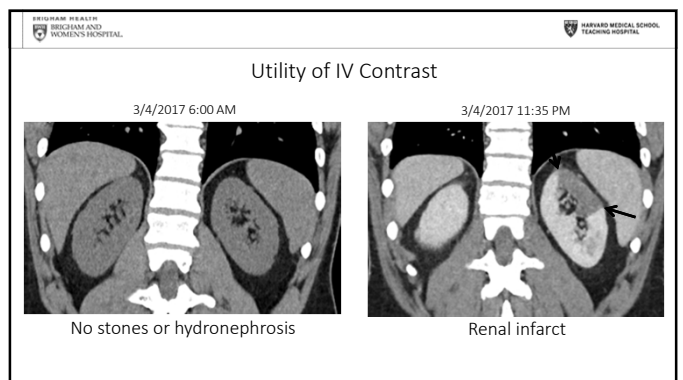 BRIGHAM HEALTH
BRIGHAM AND
WOMEN'S HOSPITAL
HARVARD MEDICAL SCHOOL
TEACHING HOSPITAL
Utility of IV Contrast
3/4/2017 6:00 AM
3/4/2017 11:35 PM
No stones or hydronephrosis
Renal infarct